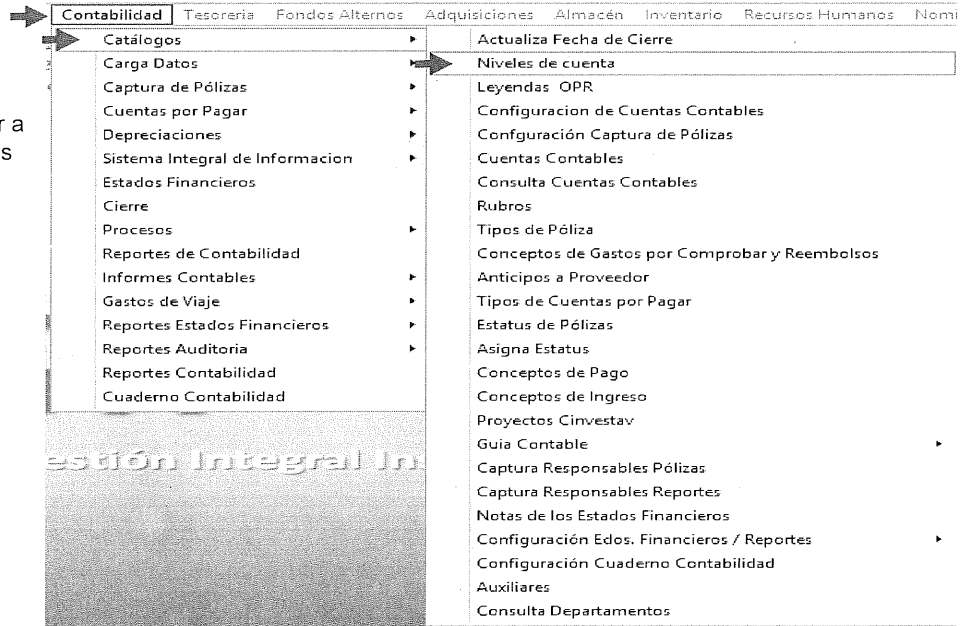 Contabilidad Tesoreria Fondos Alternos Adquisiciones Almacén Inventario Recursos Humanos Nomi
Catálogos
Carga Datos
Captura de Pólizas
Cuentas por Pagar
Depreciaciones
Sistema Integral de Informacion
Estados Financieros
Cierre
Procesos
Reportes de Contabilidad
Informes Contables
Gastos de Viaje
Reportes Estados Financieros
Reportes Auditoria
Reportes Contabilidad
Cuaderno Contabilidad
Actualiza Fecha de Cierre
Niveles de cuenta
Leyendas OPR
Configuracion de Cuentas Contables
Confguración Captura de Pólizas
Cuentas Contables
Consulta Cuentas Contables
Rubros
Tipos de Póliza
Conceptos de Gastos por Comprobar y Reembolsos
Anticipos a Proveedor
Tipos de Cuentas por Pagar
Estatus de Pólizas
Asigna Estatus
Conceptos de Pago
Conceptos de Ingreso
Proyectos Cinvestav
Guia Contable
Captura Responsables Pólizas
Captura Responsables Reportes
Notas de los Estados Financieros
Configuración Edos. Financieros / Reportes
Configuración Cuaderno Contabilidad
Auxiliares
Consulta Departamentos
r a
s
estión Integral In